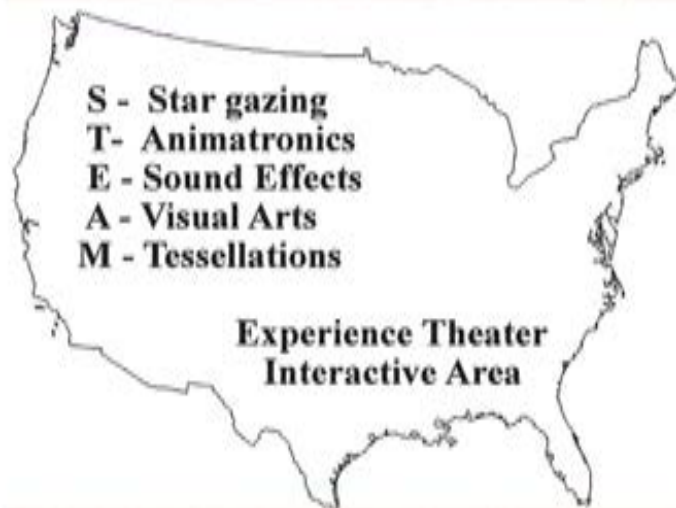 S - Star gazing
T- Animatronics
E - Sound Effects
A - Visual Arts
M - Tessellations
Experience Theater
Interactive Area